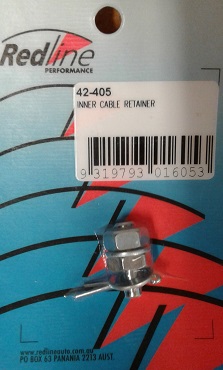 Redline
PERFORMANCE
42-405
INNER CABLE RETAINER
9 319793 016053
www.redlineauto.com.au
PO BOX 63 PANANIA 2213 AUST.